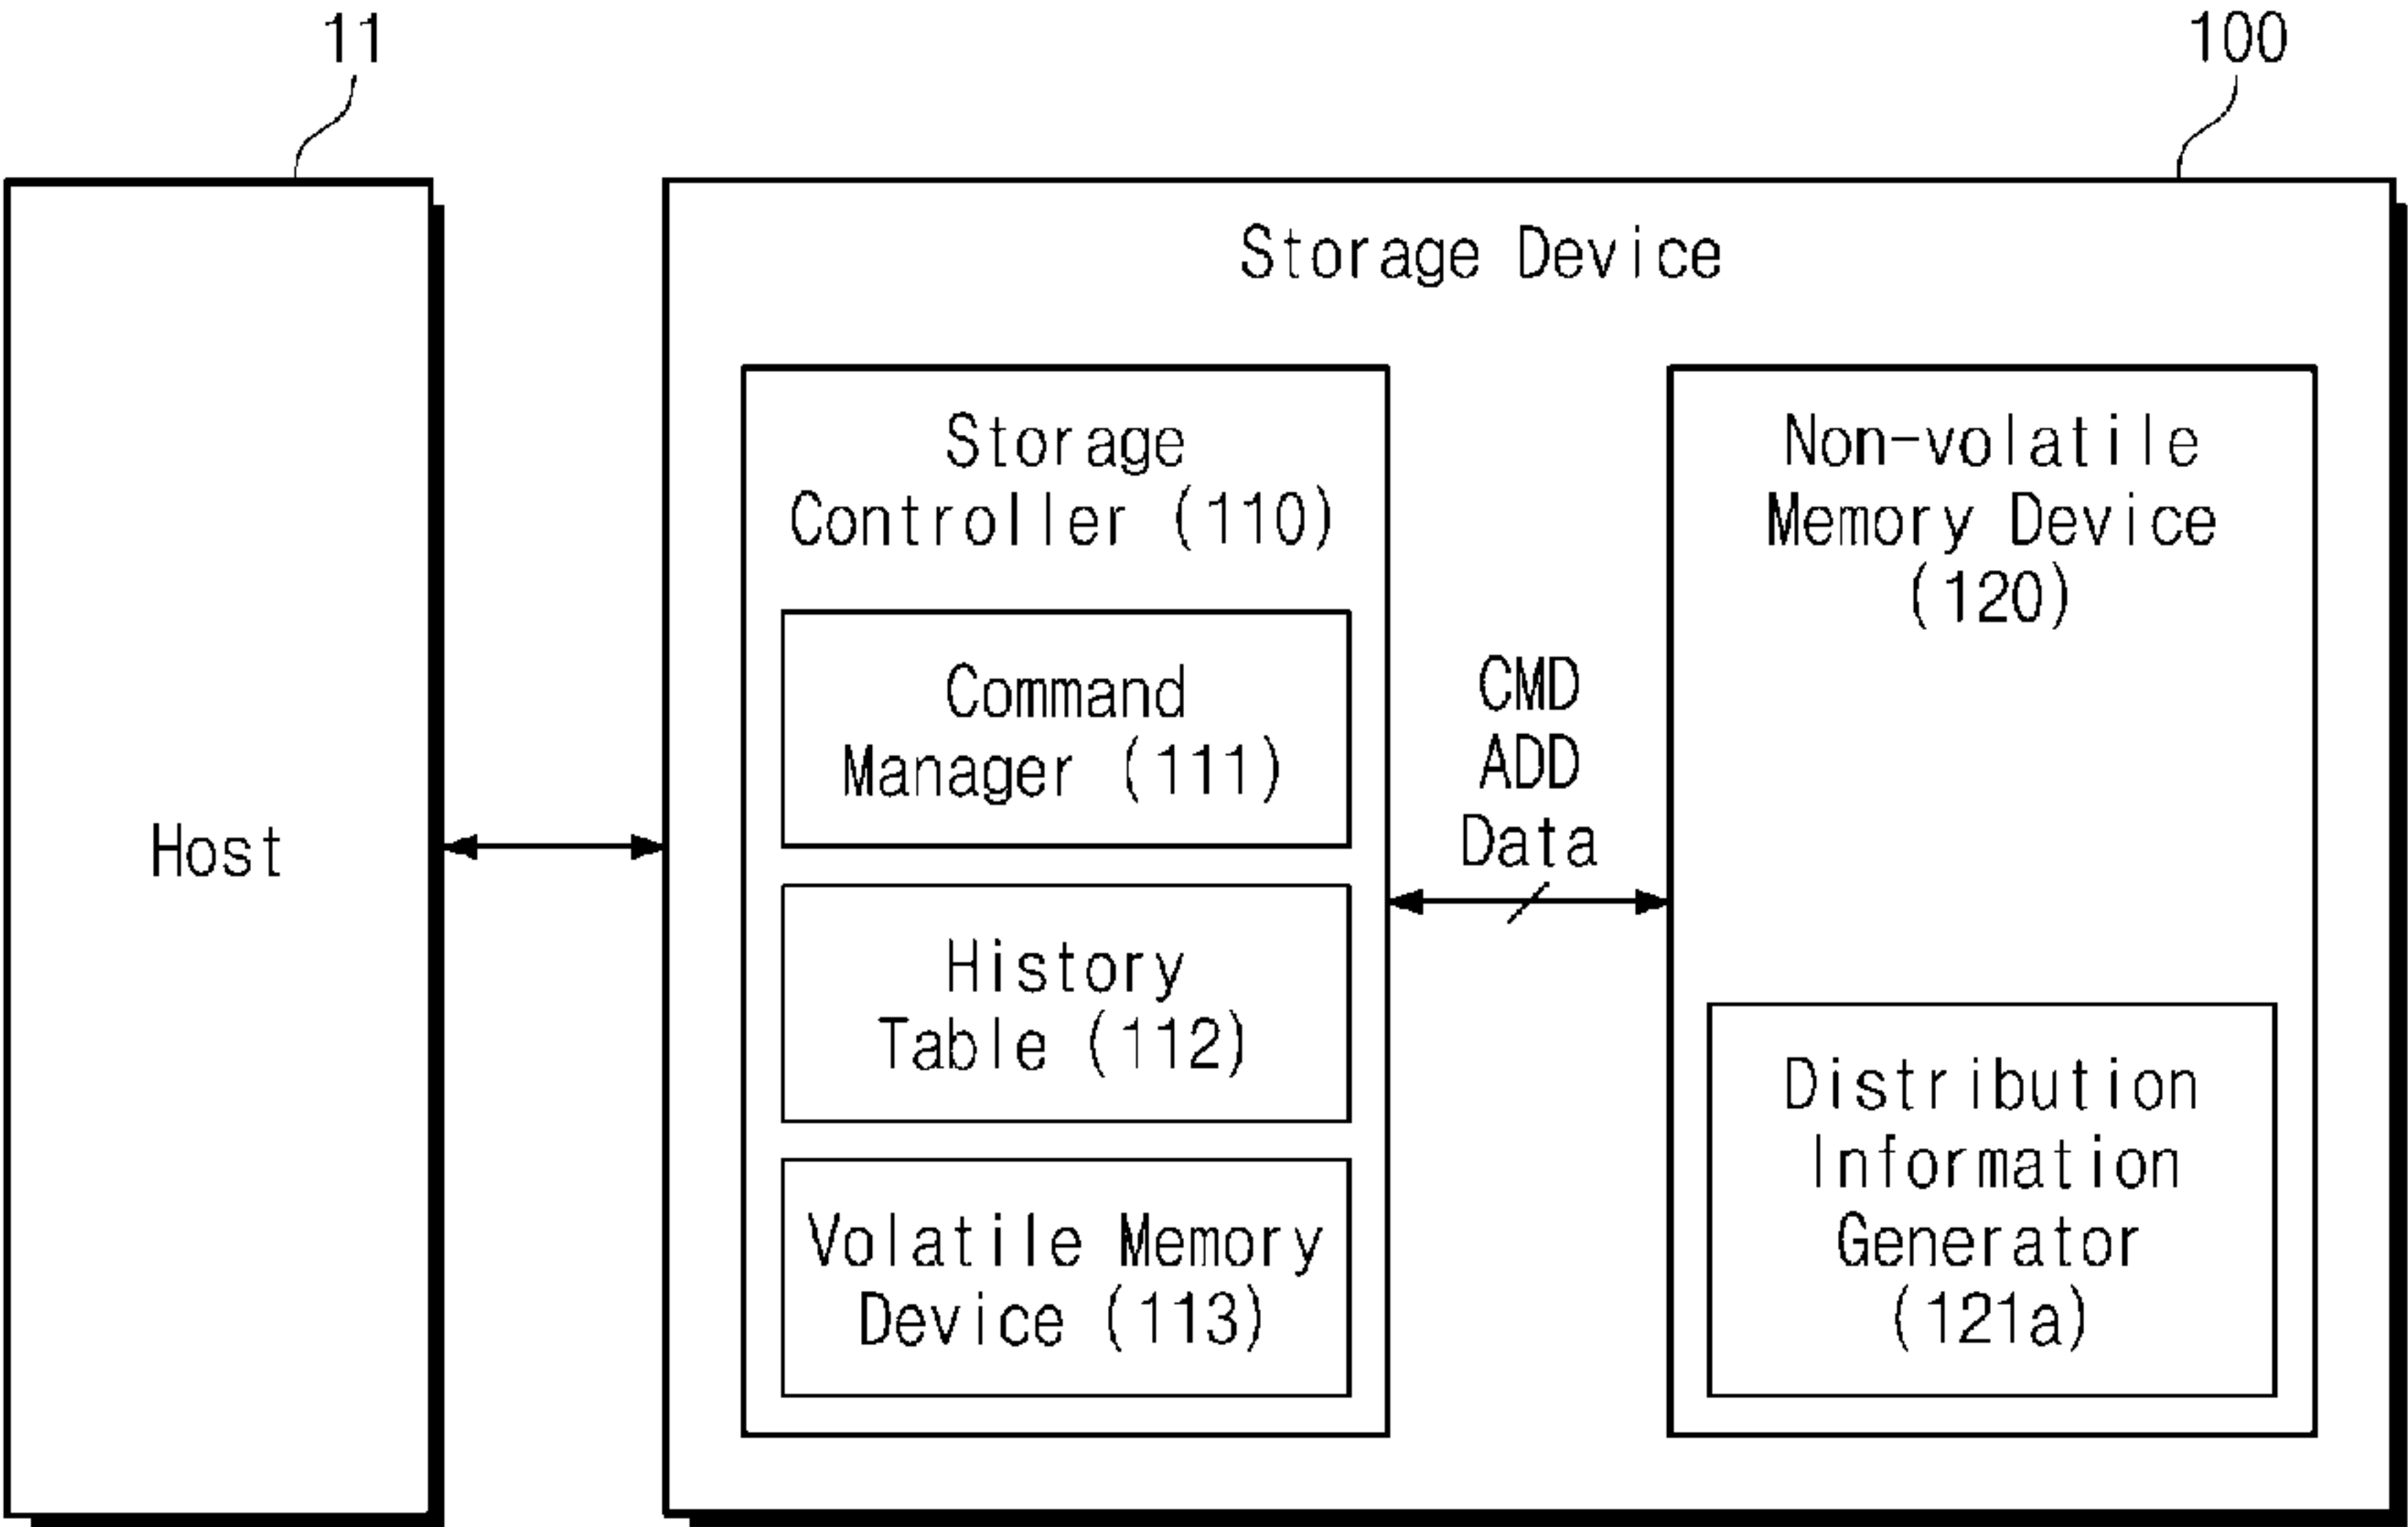 11
100
Host
Storage Device
Storage
Controller (110)
Command
Manager (111)
History
Table (112)
Volatile Memory
Device (113)
CMD
ADD
Data
Non-volatile
Memory Device
(120)
Distribution
Information
Generator
(121a)